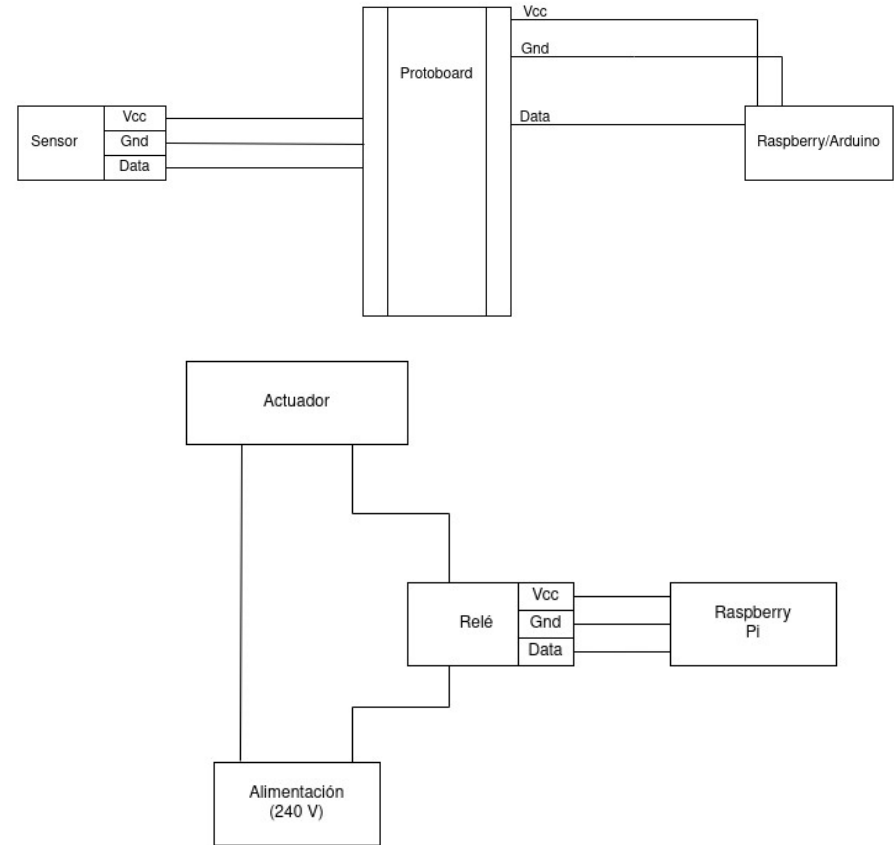 Vcc
Gnd
Protoboard
Vcc
Sensor
Gnd
Data
Data
Raspberry/Arduino
Actuador
Relé
Vcc
Gnd
Data
Raspberry
Pi
Alimentación
(240 V)